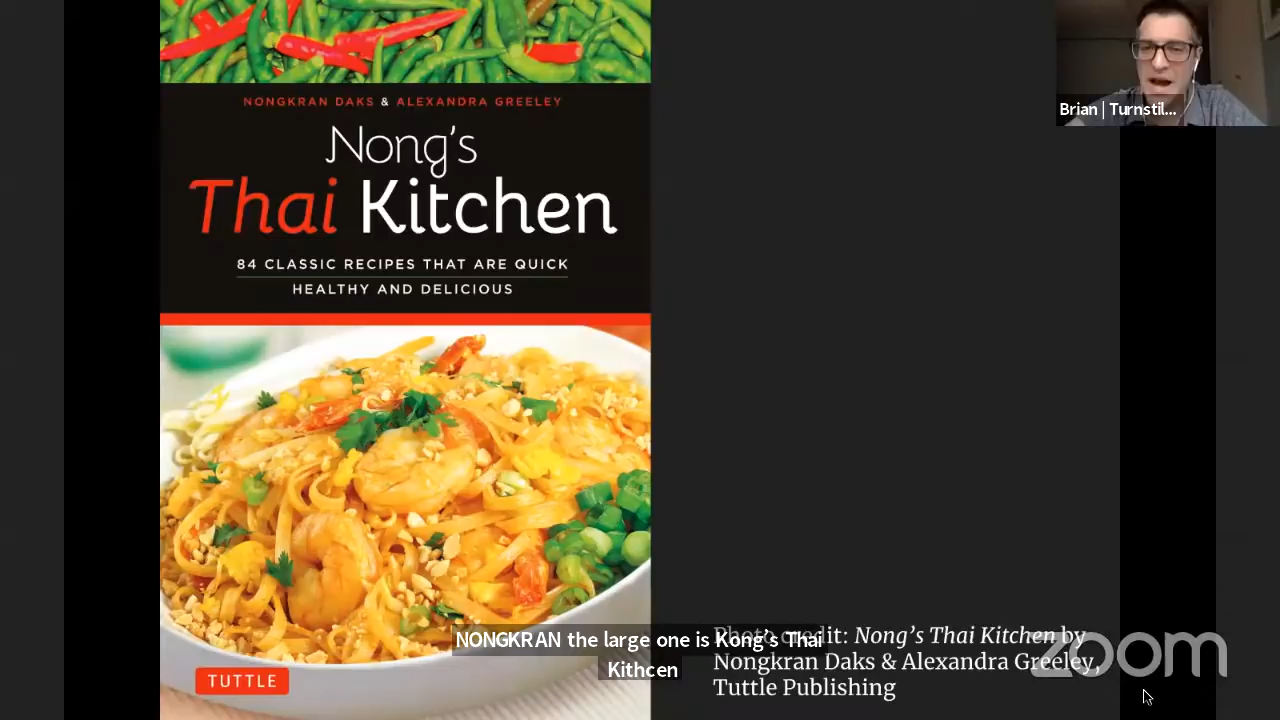 NONGKRAN DAKS & ALEXANDRA GREELEY
Nong's
Thai Kitchen
84 CLASSIC RECIPES THAT ARE QUICK
HEALTHY AND DELICIOUS
TUTTLE
Brian | Turnstil...
NONGKRAN the large one is Kong's Thai
Kithcen
Photo credit: Nong's Thai Kitchen by
Nongkran Daks & Alexandra Greeley,
Tuttle Publishing
zoom